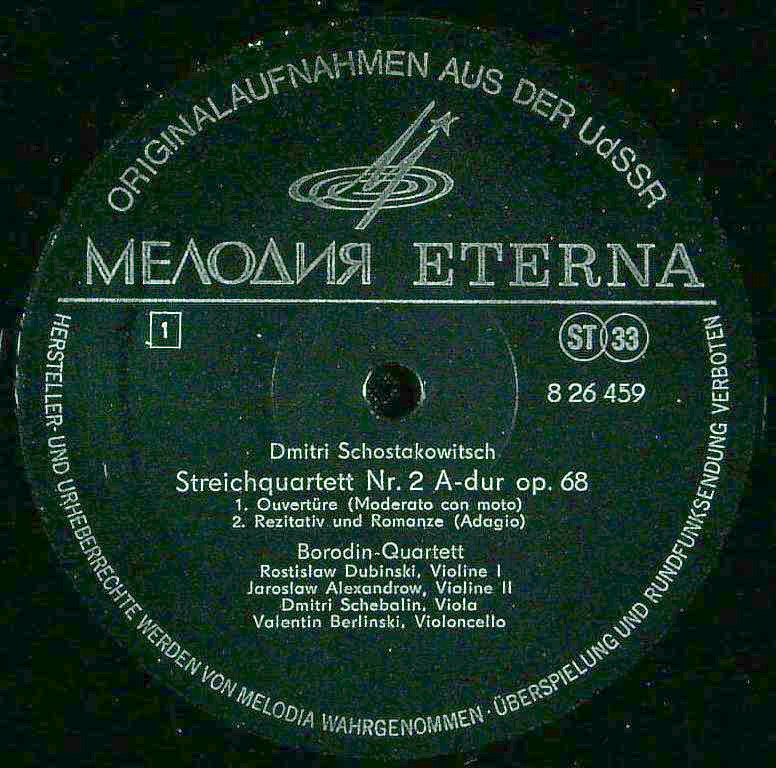 ORIGINALAUFNAHMEN AUS DER UdSSR
МЕЛОДИЯ ETERNA
1
ST 33
8 26 459
Dmitri Schostakowitsch
Streichquartett Nr. 2 A-dur op. 68
1. Ouvertüre (Moderato con moto)
2. Rezitativ und Romanze (Adagio)
Borodin-Quartett
Rostislaw Dubinski, Violine I
Jaroslaw Alexandrow, Violine II
Dmitri Schebalin, Viola
Valentin Berlinski, Violoncello
HERSTELLER- UND URHEBERRECHTE WERDEN VON MELODIA WAHRGENOMMEN · ÜBERSPIELUNG UND RUNDFUNKSENDUNG VERBOTEN